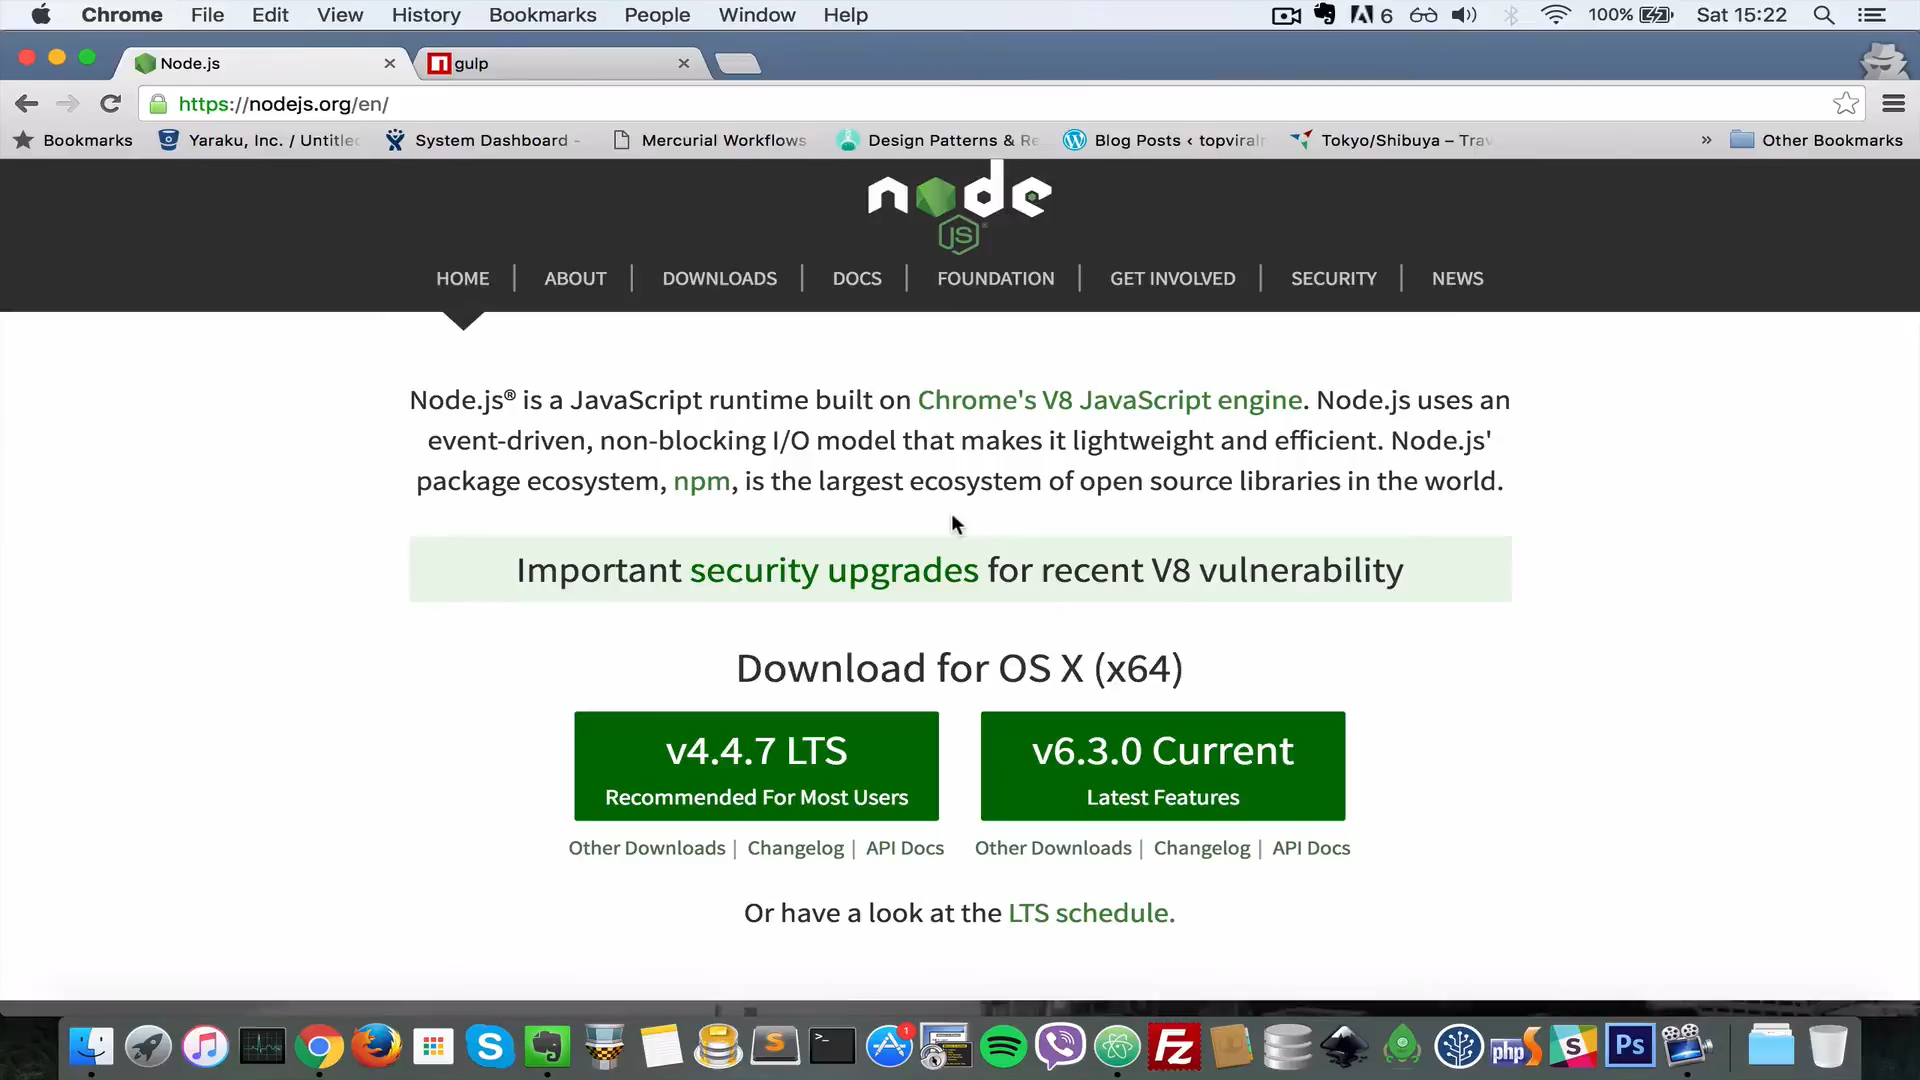 Chrome File Edit View History Bookmarks People Window Help 6 100% Sat 15:22
Node.js gulp
https://nodejs.org/en/
Bookmarks Yaraku, Inc. / Untitle System Dashboard - Mercurial Workflows Design Patterns & Re Blog Posts ‹ topviralr Tokyo/Shibuya – Trav » Other Bookmarks
node
JS
HOME | ABOUT | DOWNLOADS | DOCS | FOUNDATION | GET INVOLVED | SECURITY | NEWS
Node.js® is a JavaScript runtime built on Chrome's V8 JavaScript engine. Node.js uses an
event-driven, non-blocking I/O model that makes it lightweight and efficient. Node.js'
package ecosystem, npm, is the largest ecosystem of open source libraries in the world.
Important security upgrades for recent V8 vulnerability
Download for OS X (x64)
v4.4.7 LTS
Recommended For Most Users
v6.3.0 Current
Latest Features
Other Downloads | Changelog | API Docs
Other Downloads | Changelog | API Docs
Or have a look at the LTS schedule.
1
php
Ps